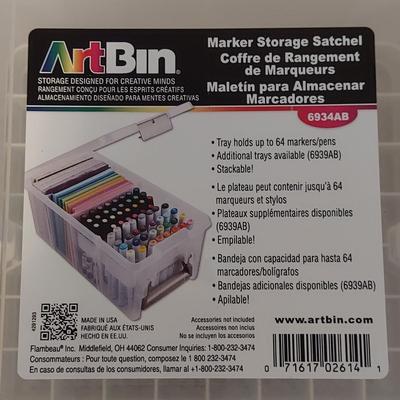 ArtBin®
STORAGE DESIGNED FOR CREATIVE MINDS
RANGEMENT CONÇU POUR LES ESPRITS CRÉATIFS
ALMACENAMIENTO DISEÑADO PARA MENTES CREATIVAS
Marker Storage Satchel
Coffre de Rangement
de Marqueurs
Maletín para Almacenar
Marcadores
6934AB
• Tray holds up to 64 markers/pens
• Additional trays available (6939AB)
• Stackable!
• Le plateau peut contenir jusqu'à 64
marqueurs et stylos
• Plateaux supplémentaires disponibles
(6939AB)
• Empilable!
• Bandeja con capacidad para hasta 64
marcadores/bolígrafos
• Bandejas adicionales disponibles (6939AB)
• Apilable!
4291283
MADE IN USA
FABRIQUÉ AUX ÉTATS-UNIS
HECHO EN EE.UU.
Accessories not included
Accessoires non inclus
No se incluyen los accesorios
www.artbin.com
Flambeau® Inc. Middlefield, OH 44062 Consumer Inquiries: 1-800-232-3474
Consommateurs : Pour toute question, composez le 1 800 232-3474
En caso de consultas de los consumidores, llamar al +1-800-232-3474
0 71617 02614 1